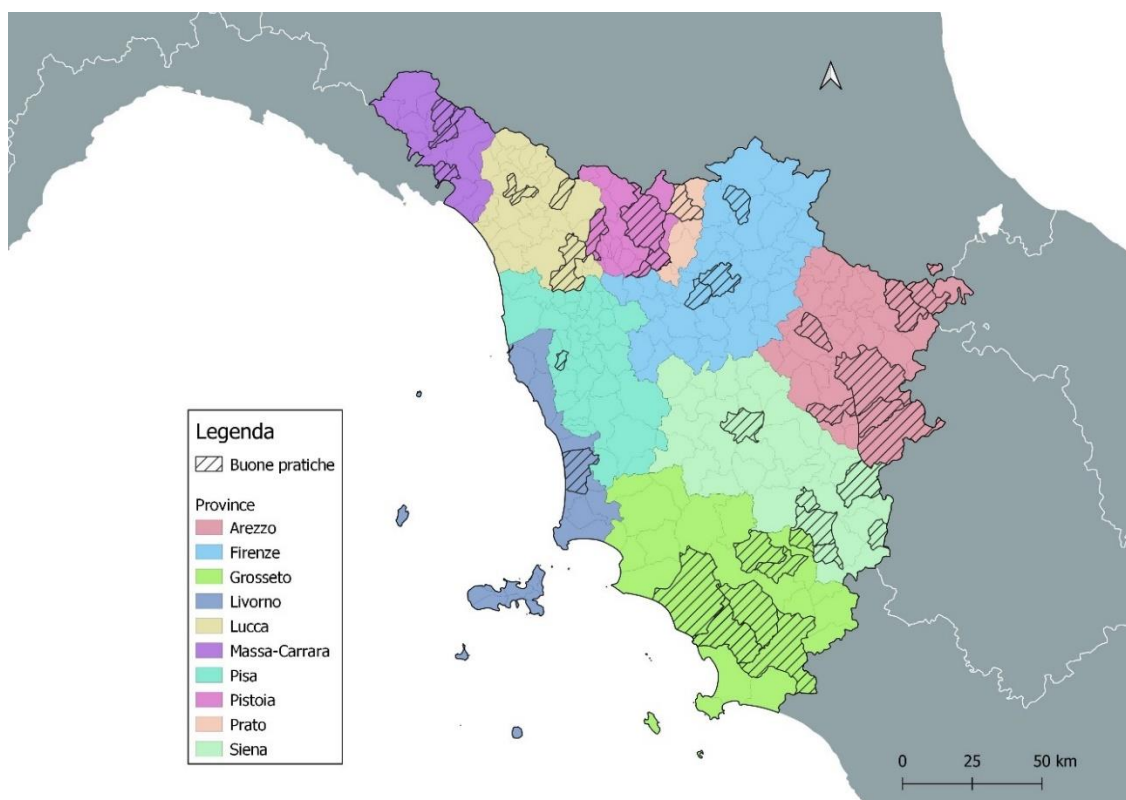 Legenda
Buone pratiche
Province
Arezzo
Firenze
Grosseto
Livorno
Lucca
Massa-Carrara
Pisa
Pistoia
Prato
Siena
0 25 50 km